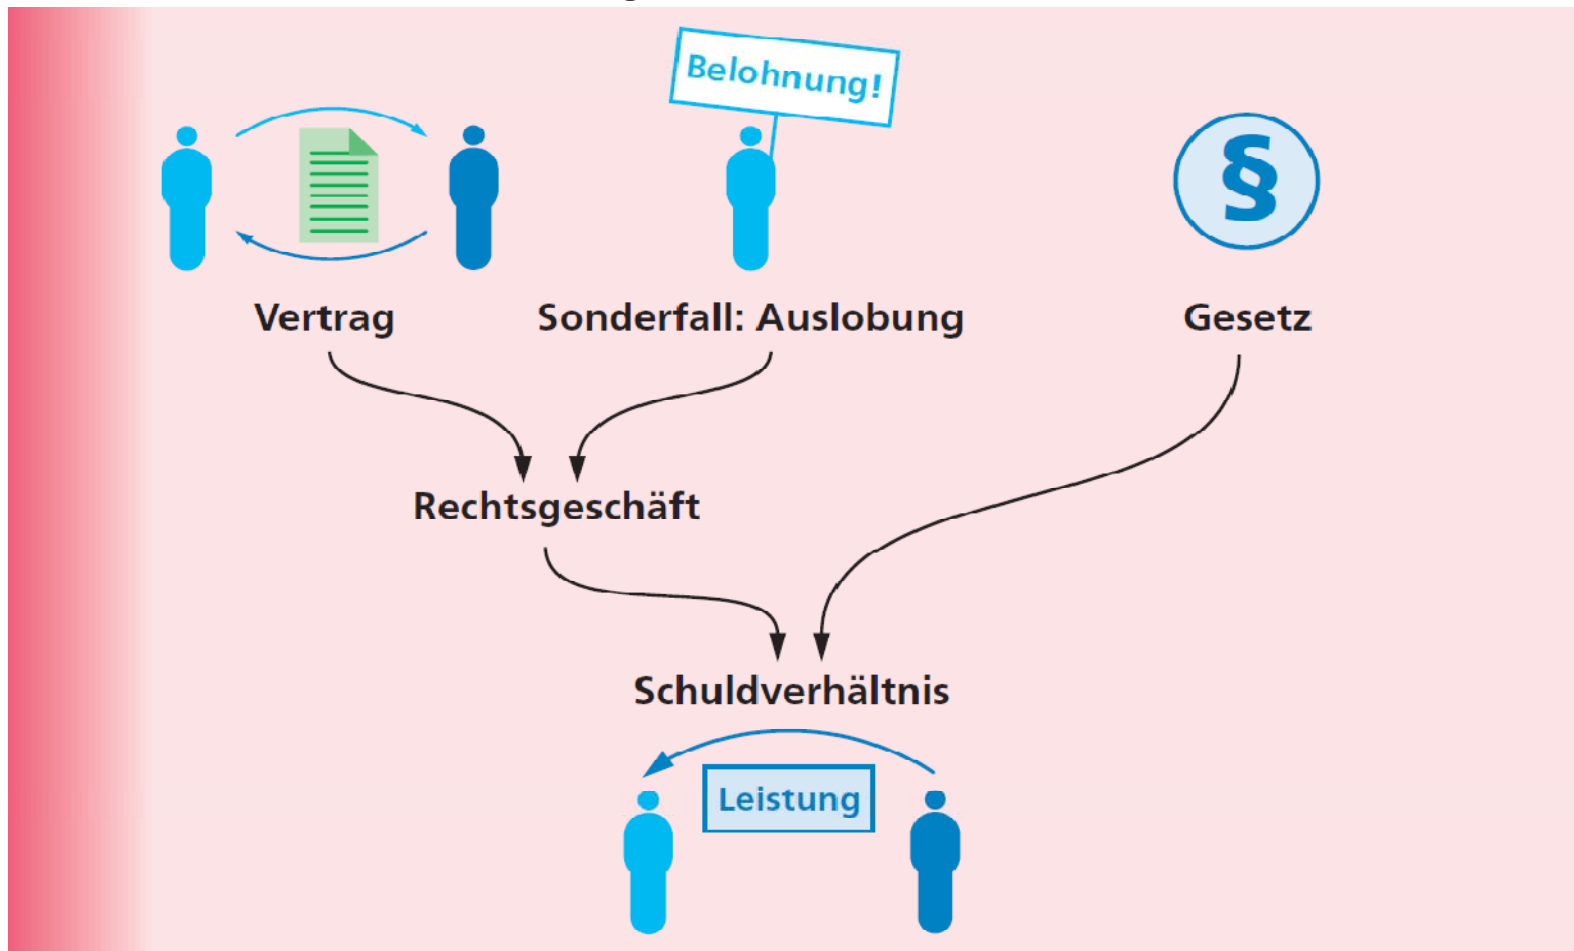 Belohnung!
§
Vertrag
Sonderfall: Auslobung
Gesetz
Rechtsgeschäft
Schuldverhältnis
Leistung